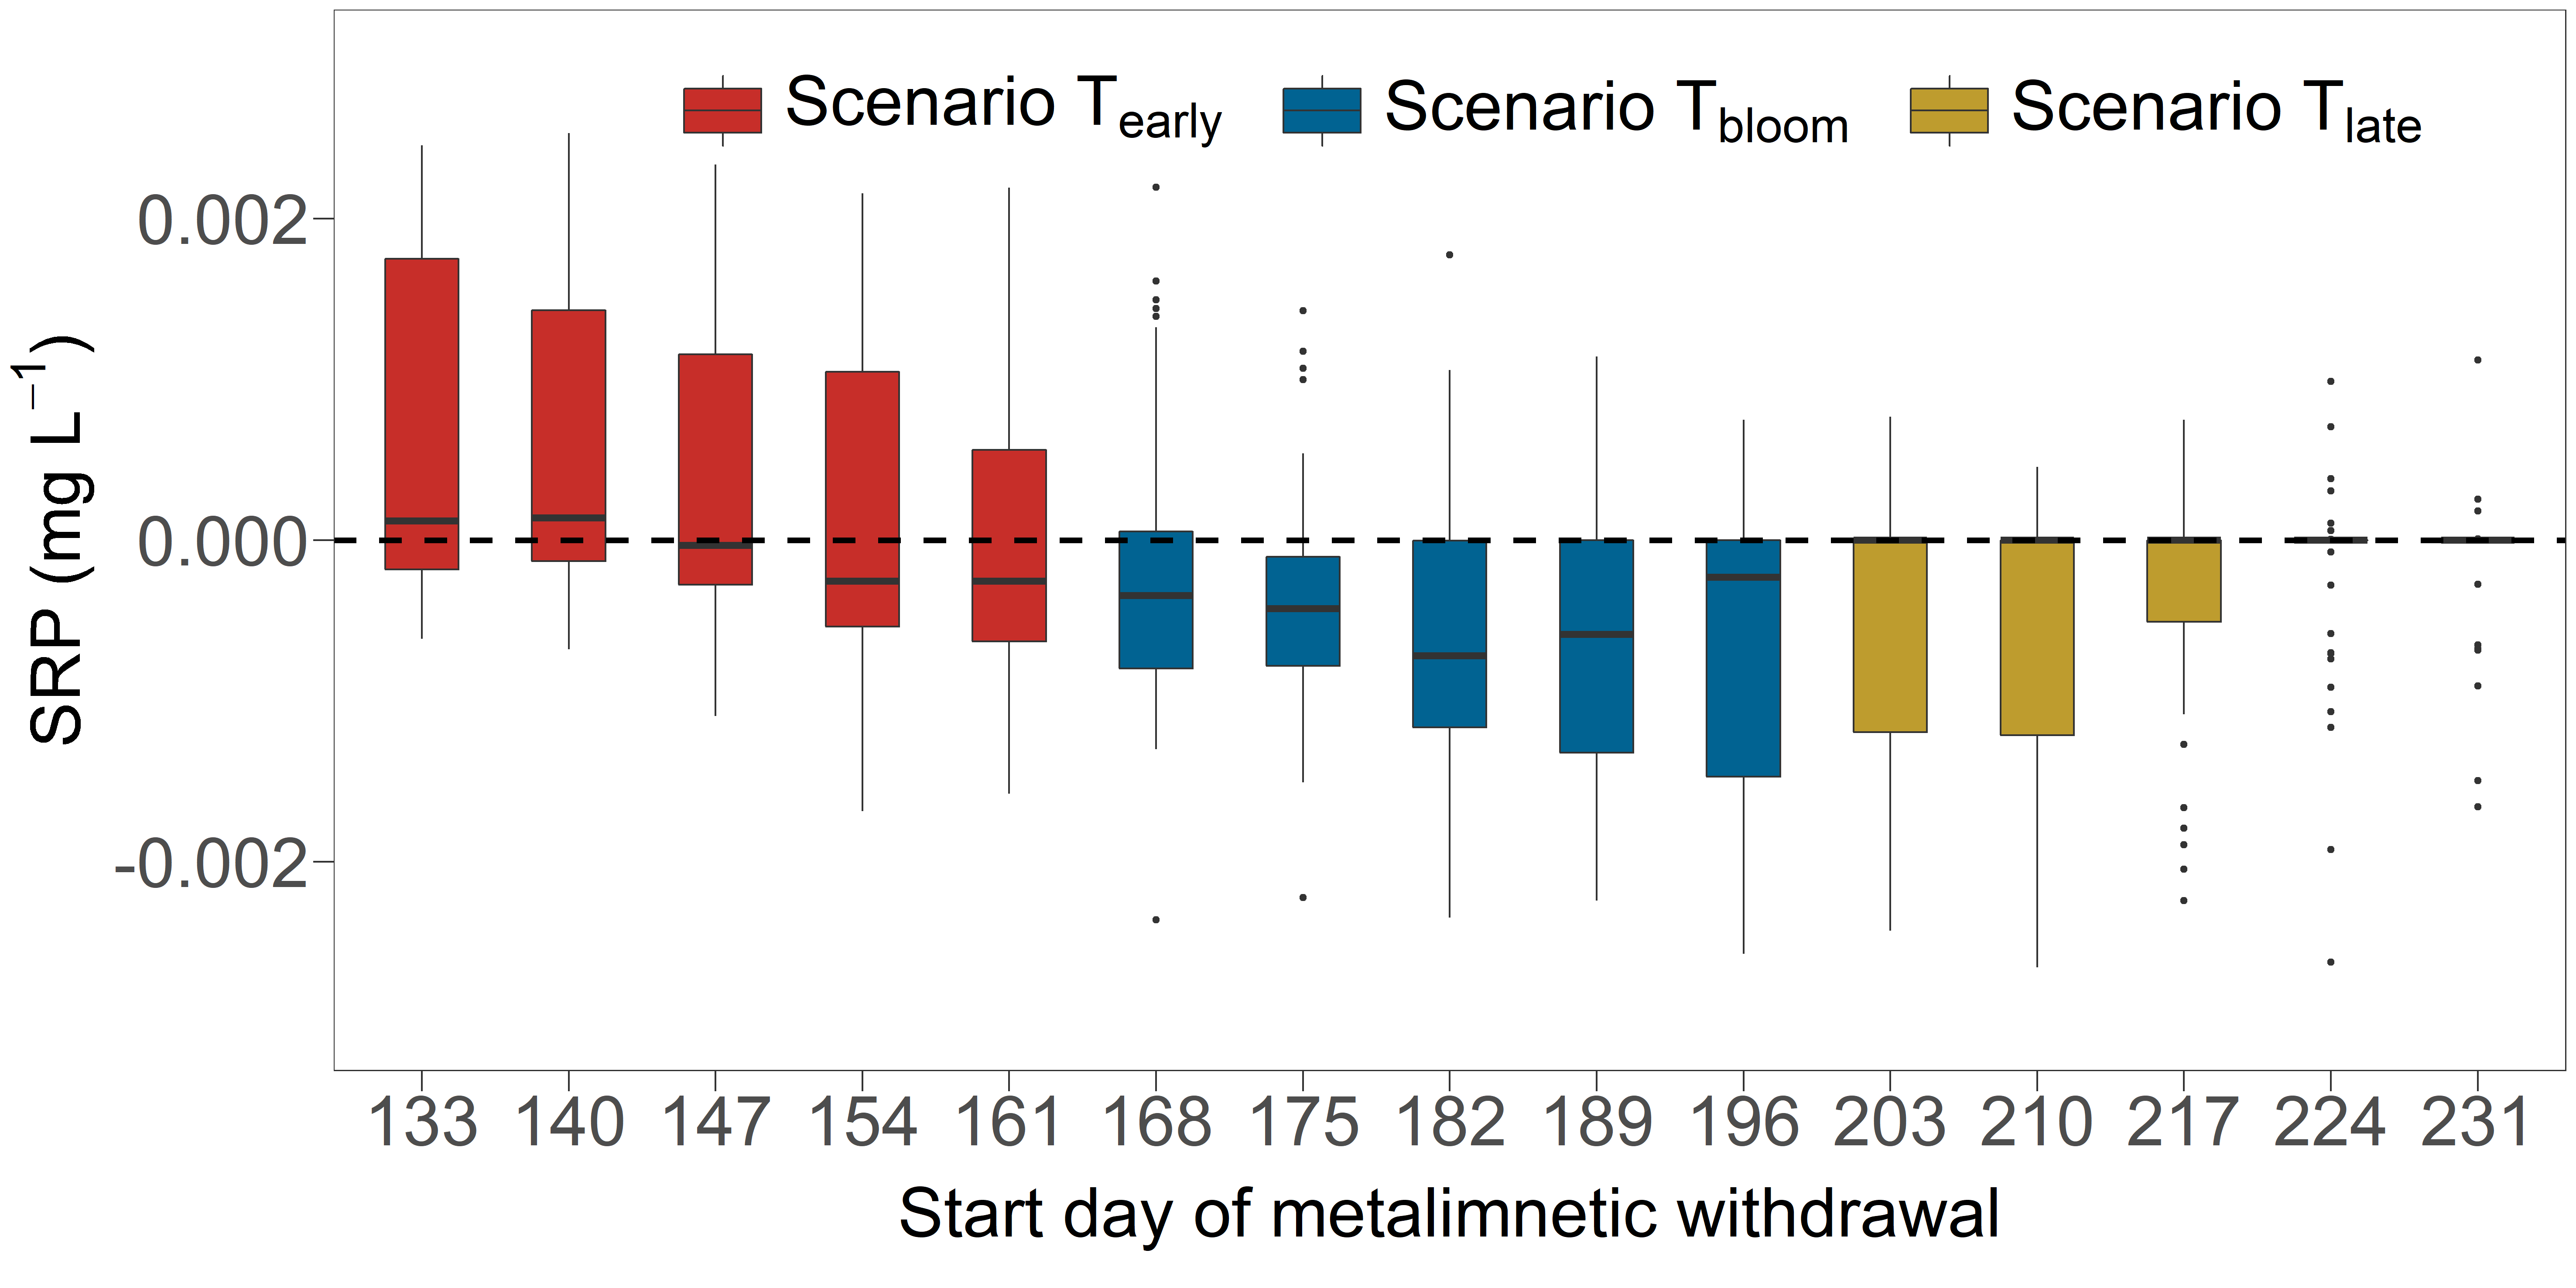 Scenario Tearly Scenario Tbloom Scenario Tlate
SRP (mg L−1)
0.002
0.000
-0.002
133 140 147 154 161 168 175 182 189 196 203 210 217 224 231
Start day of metalimnetic withdrawal